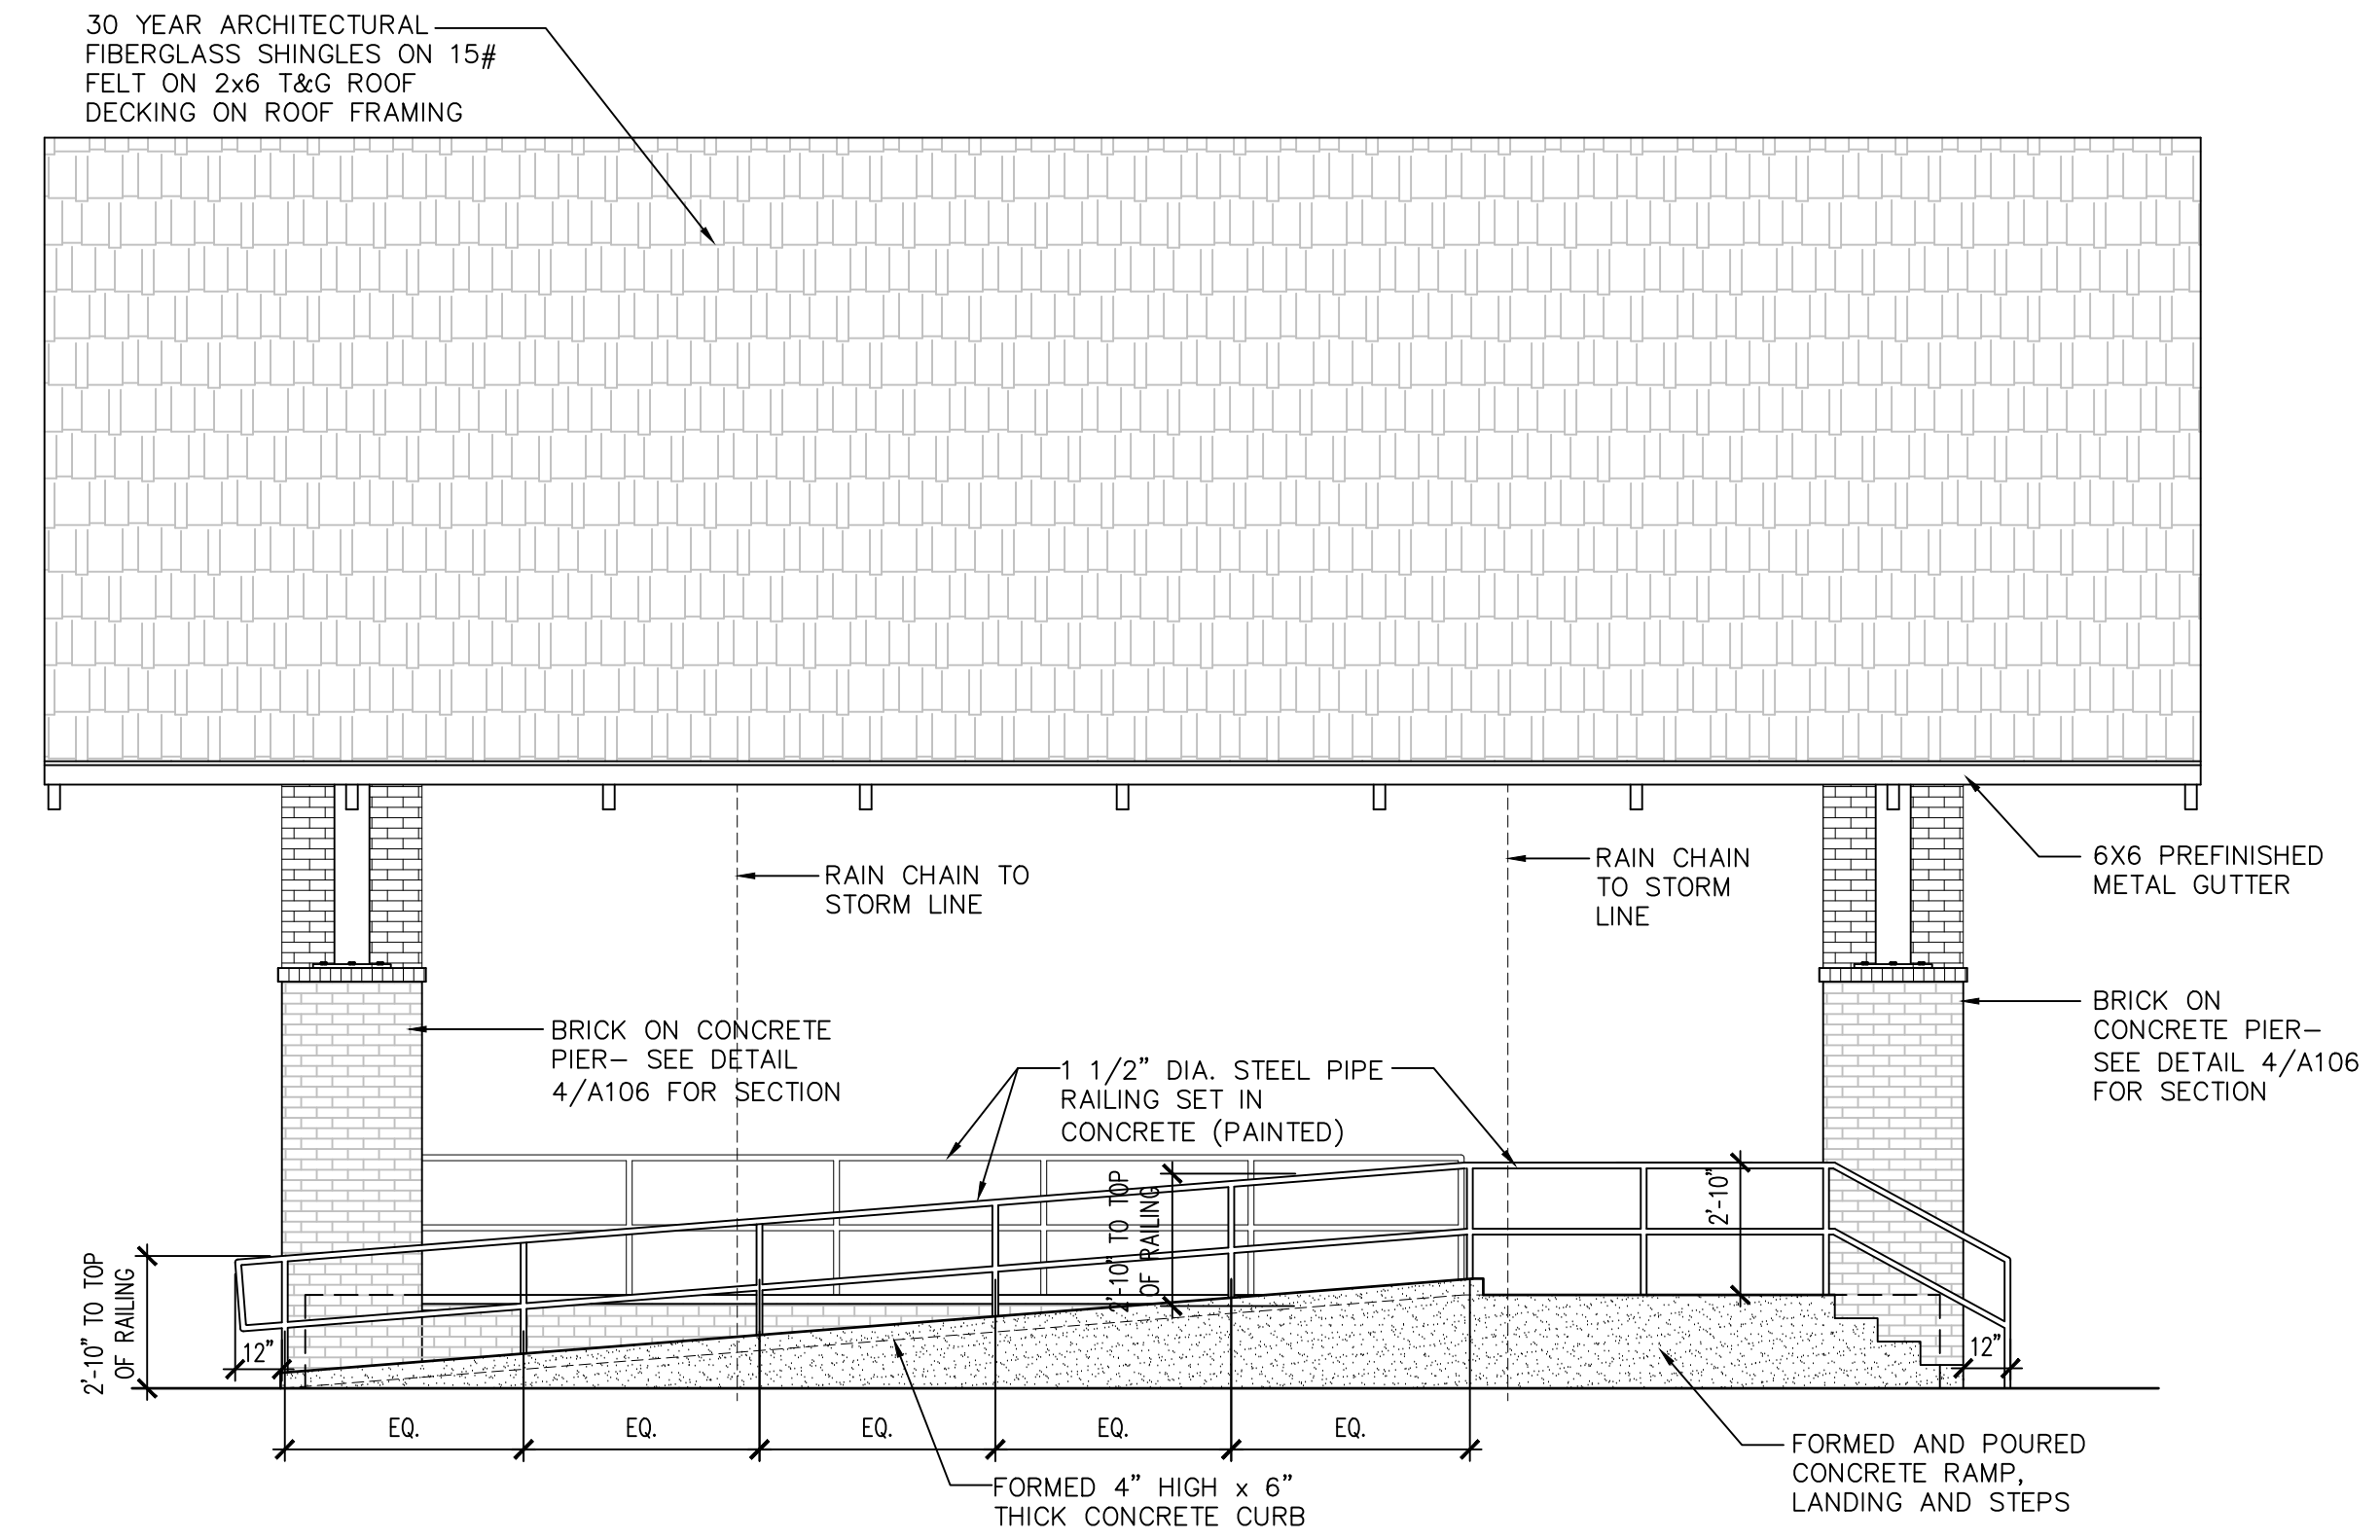 30 YEAR ARCHITECTURAL
FIBERGLASS SHINGLES ON 15#
FELT ON 2x6 T&G ROOF
DECKING ON ROOF FRAMING
RAIN CHAIN TO
STORM LINE
RAIN CHAIN
TO STORM
LINE
6X6 PREFINISHED
METAL GUTTER
BRICK ON CONCRETE
PIER- SEE DETAIL
4/A106 FOR SECTION
BRICK ON
CONCRETE PIER-
SEE DETAIL 4/A106
FOR SECTION
1 1/2" DIA. STEEL PIPE
RAILING SET IN
CONCRETE (PAINTED)
2'-10" TO TOP
OF RAILING
2'-10" TO TOP
OF RAILING
2'-10"
12"
12"
EQ.
EQ.
EQ.
EQ.
EQ.
FORMED 4" HIGH x 6"
THICK CONCRETE CURB
FORMED AND POURED
CONCRETE RAMP,
LANDING AND STEPS